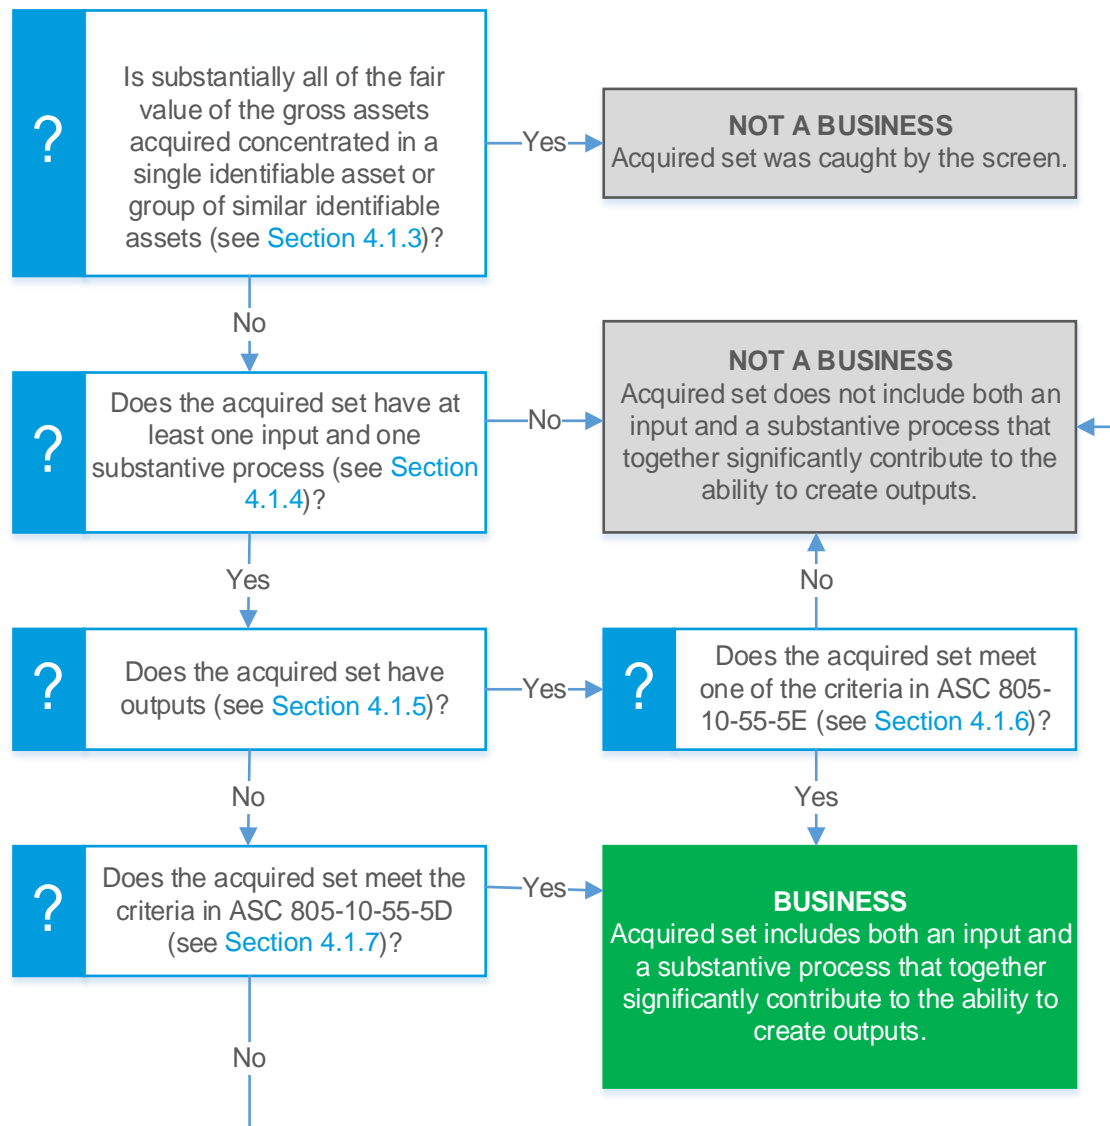 ?
Is substantially all of the fair
value of the gross assets
acquired concentrated in a
single identifiable asset or
group of similar identifiable
assets (see Section 4.1.3)?
Yes
NOT A BUSINESS
Acquired set was caught by the screen.
No
?
Does the acquired set have at
least one input and one
substantive process (see Section
4.1.4)?
No
NOT A BUSINESS
Acquired set does not include both an
input and a substantive process that
together significantly contribute to the
ability to create outputs.
Yes
No
?
Does the acquired set have
outputs (see Section 4.1.5)?
Yes
?
Does the acquired set meet
one of the criteria in ASC 805-
10-55-5E (see Section 4.1.6)?
No
Yes
?
Does the acquired set meet the
criteria in ASC 805-10-55-5D
(see Section 4.1.7)?
Yes
BUSINESS
Acquired set includes both an input and
a substantive process that together
significantly contribute to the ability to
create outputs.
No